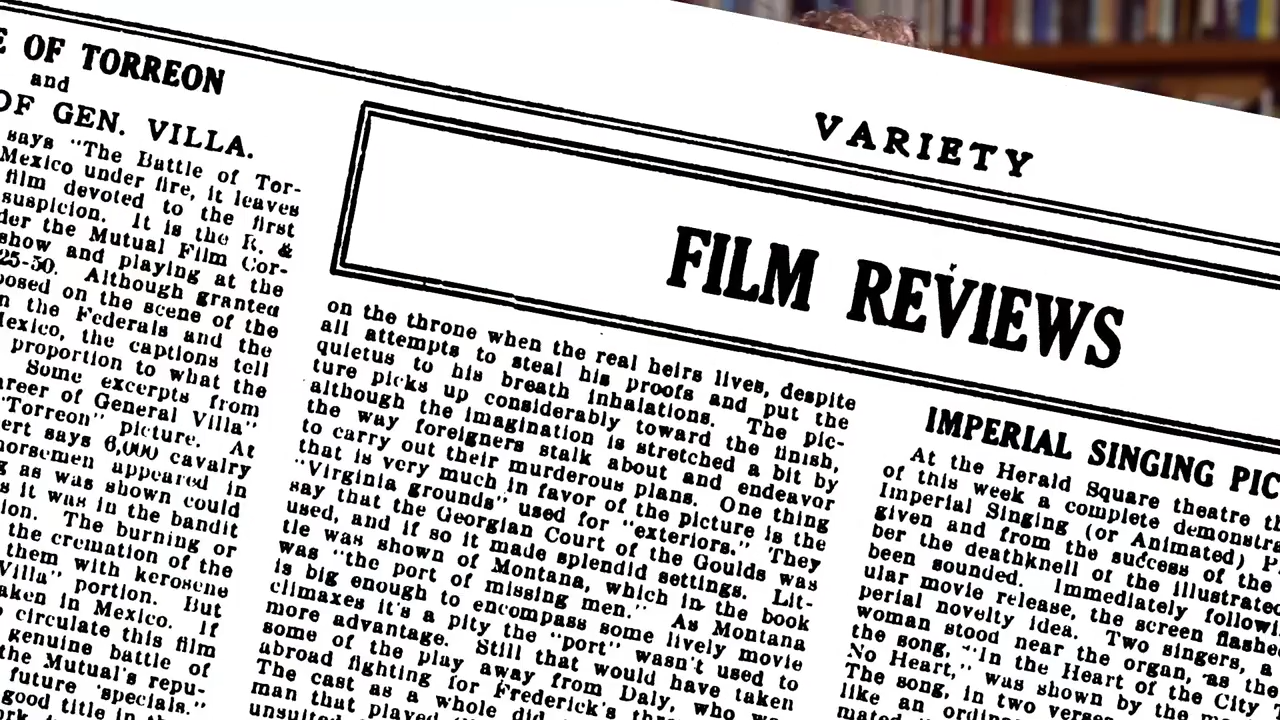 VARIETY
E OF TORREON
and
OF GEN. VILLA.
says "The Battle of Tor-
Mexico under fire, it leaves
film devoted to the first
suspicion. It is the R. &
der the Mutual Film Cor-
show and playing at the
25-50. Although granted
posed on the scene of the
n the Federals and the
Mexico, the captions tell
proportion to what the
Some excerpts from
areer of General Villa"
"Torreon" picture. At
ert says 6,000 cavalry
horsemen appeared in
g as was shown could
s it was in the bandit
ion. The burning or
the cremation of the
them with kerosene
Villa" portion. But
aken in Mexico. If
circulate this film
genuine battle of
the Mutual's repu-
future 'specials."
good title in th
FILM REVIEWS
on the throne when the real heirs lives, despite
all attempts to steal his proofs and put the
quietus to his breath inhalations. The pic-
ture picks up considerably toward the finish,
although the imagination is stretched a bit by
the way foreigners stalk about and endeavor
to carry out their murderous plans. One thing
that is very much in favor of the picture is the
"Virginia grounds" used for "exteriors." They
say that the Georgian Court of the Goulds was
used, and if so it made splendid settings. Lit-
tle was shown of Montana, which in the book
was "the port of missing men." As Montana
is big enough to encompass some lively movie
climaxes it's a pity the "port" wasn't used to
more advantage. Still that would have taken
some of the play away from Daly, who
abroad fighting for Frederick's
The cast as a whole did
man that played
IMPERIAL SINGING PIC
At the Herald Square theatre th
of this week a complete demonstra
Imperial Singing (or Animated) P
given and from the success of the
ber the deathknell of the illustrated
been sounded. Immediately followi
ular movie release, the screen flashe
perial novelty idea. Two singers, a
woman stood near the organ, as the
the song, "In the Heart of the City
No Heart," was shown by the m
The song, in two verses
like an ordin